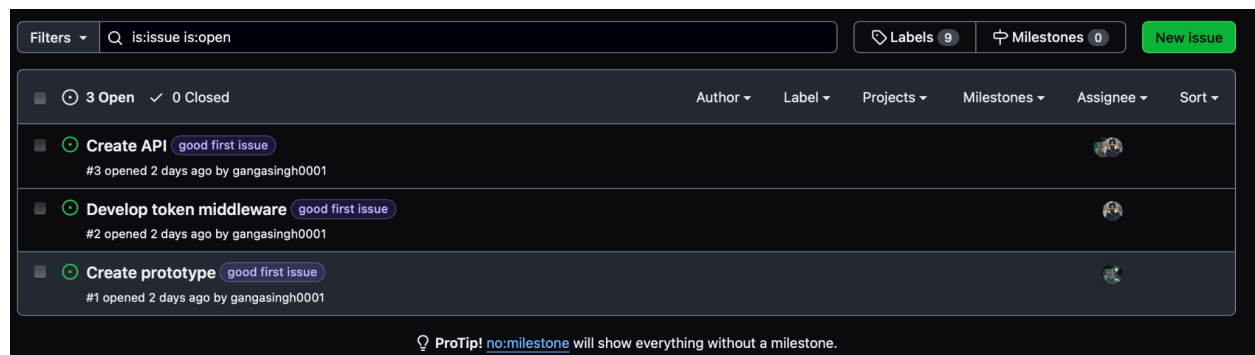 Filters is:issue is:open Labels 9 Milestones 0 New issue
3 Open 0 Closed Author Label Projects Milestones Assignee Sort
Create API good first issue
#3 opened 2 days ago by gangasingh0001
Develop token middleware good first issue
#2 opened 2 days ago by gangasingh0001
Create prototype good first issue
#1 opened 2 days ago by gangasingh0001
ProTip! no:milestone will show everything without a milestone.